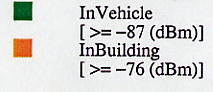 InVehicle
[ >= −87 (dBm)]
InBuilding
[ >= −76 (dBm)]